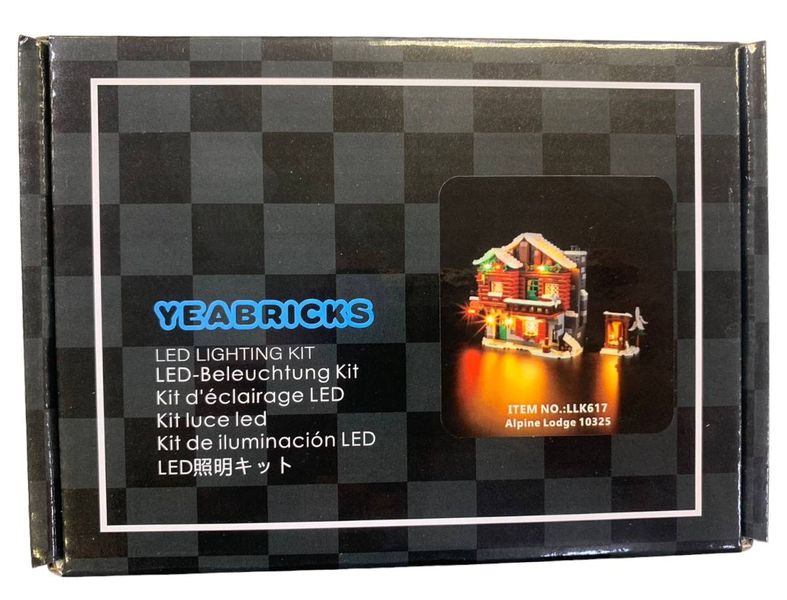 YEABRICKS
LED LIGHTING KIT
LED-Beleuchtung Kit
Kit d'éclairage LED
Kit luce led
Kit de iluminación LED
LED照明キット
ITEM NO.:LLK617
Alpine Lodge 10325